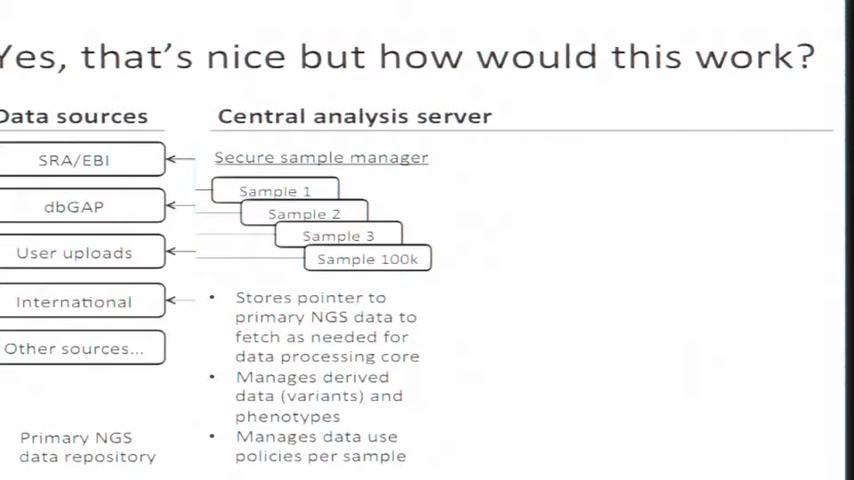 Yes, that's nice but how would this work?
Data sources
Central analysis server
SRA/EBI
dbGAP
User uploads
International
Other sources...
Primary NGS
data repository
Secure sample manager
Sample 1
Sample 2
Sample 3
Sample 100k
• Stores pointer to
primary NGS data to
fetch as needed for
data processing core
• Manages derived
data (variants) and
phenotypes
• Manages data use
policies per sample